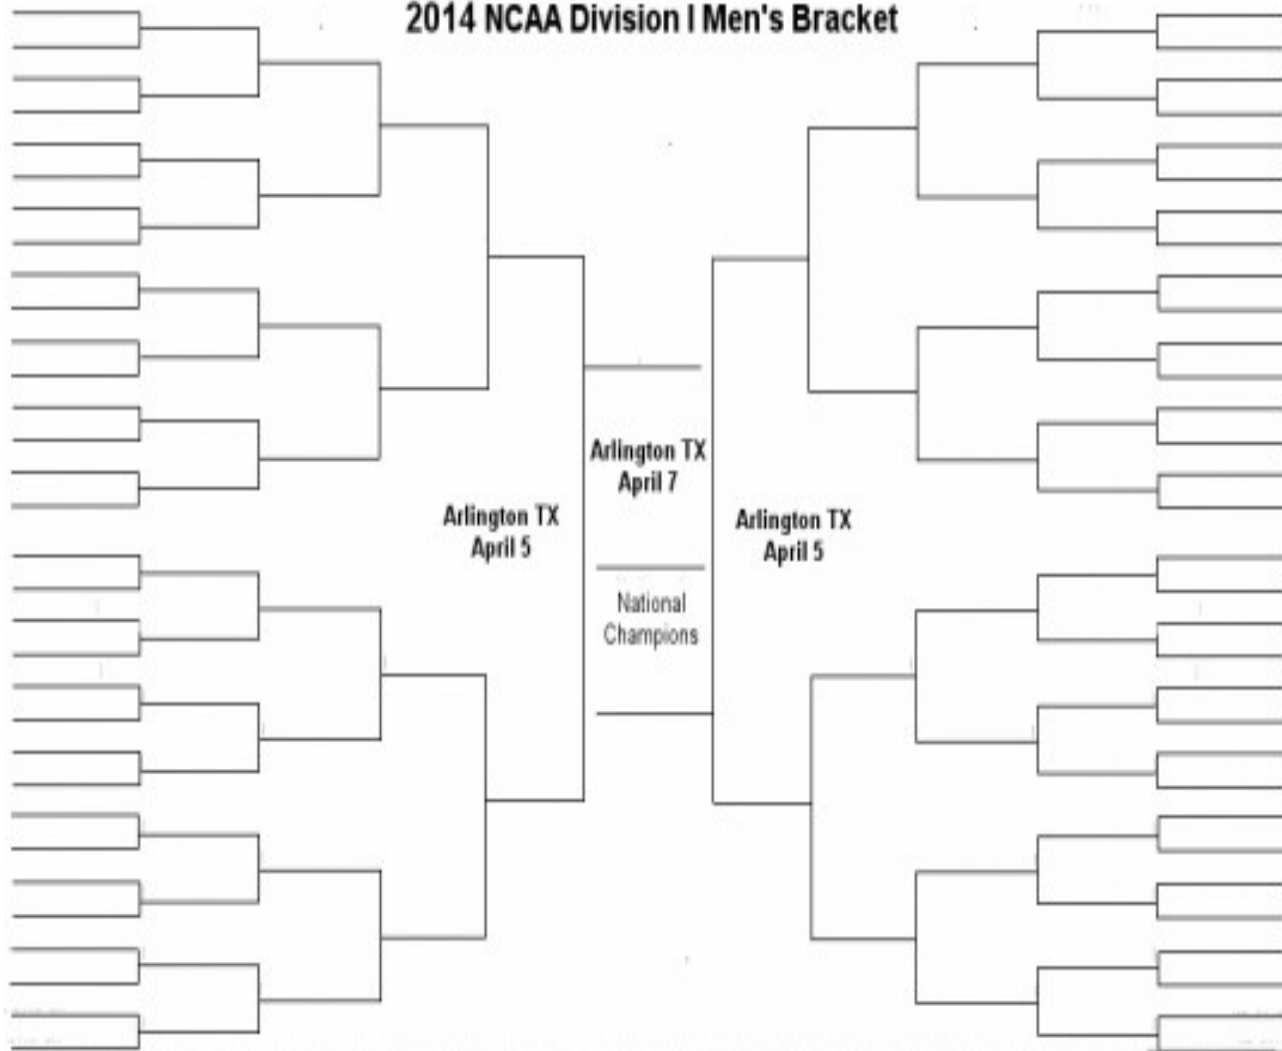 2014 NCAA Division I Men's Bracket
Arlington TX
April 7
Arlington TX
April 5
Arlington TX
April 5
National
Champions